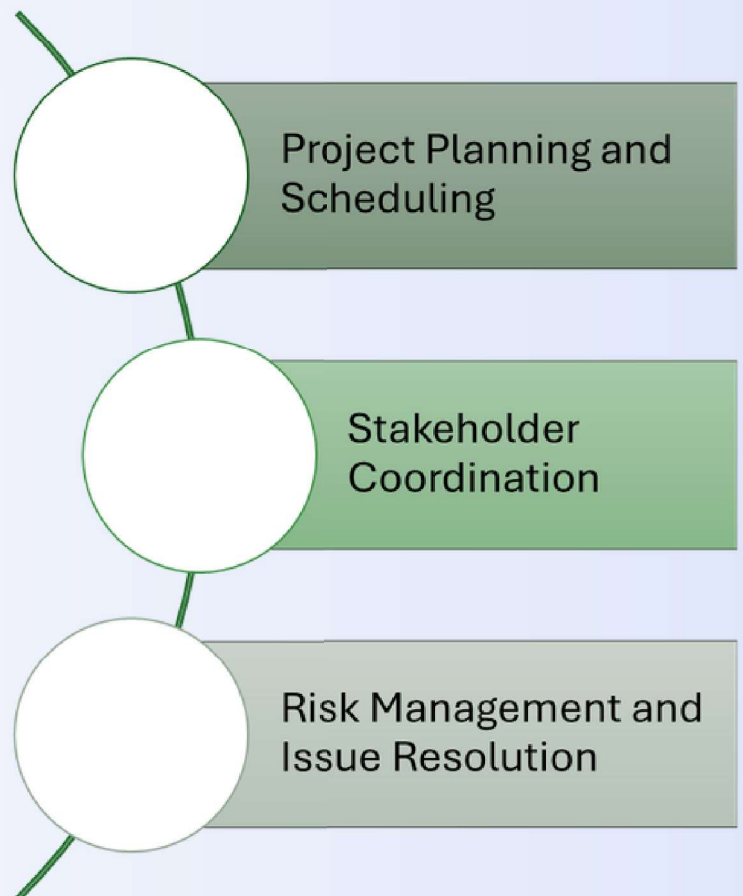 Project Planning and
Scheduling
Stakeholder
Coordination
Risk Management and
Issue Resolution